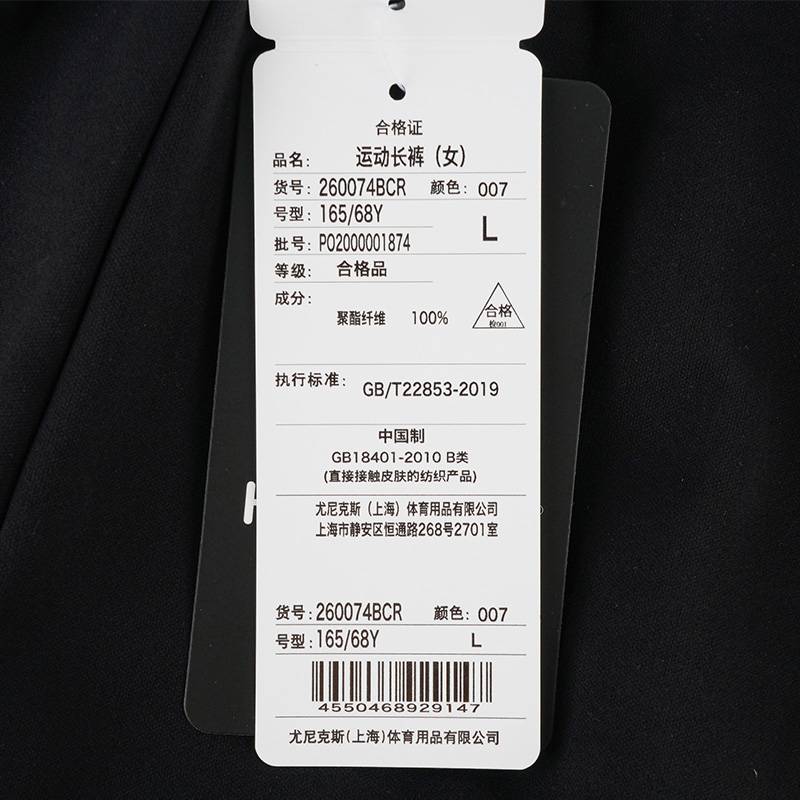 合格证
品名: 运动长裤（女）
货号: 260074BCR 颜色: 007
号型: 165/68Y L
批号: PO2000001874
等级: 合格品
成分:
聚酯纤维 100%
合格
检001
执行标准: GB/T22853-2019
中国制
GB18401-2010 B类
(直接接触皮肤的纺织产品)
尤尼克斯（上海）体育用品有限公司
上海市静安区恒通路268号2701室
货号: 260074BCR 颜色: 007
号型: 165/68Y L
4550468929147
尤尼克斯(上海)体育用品有限公司